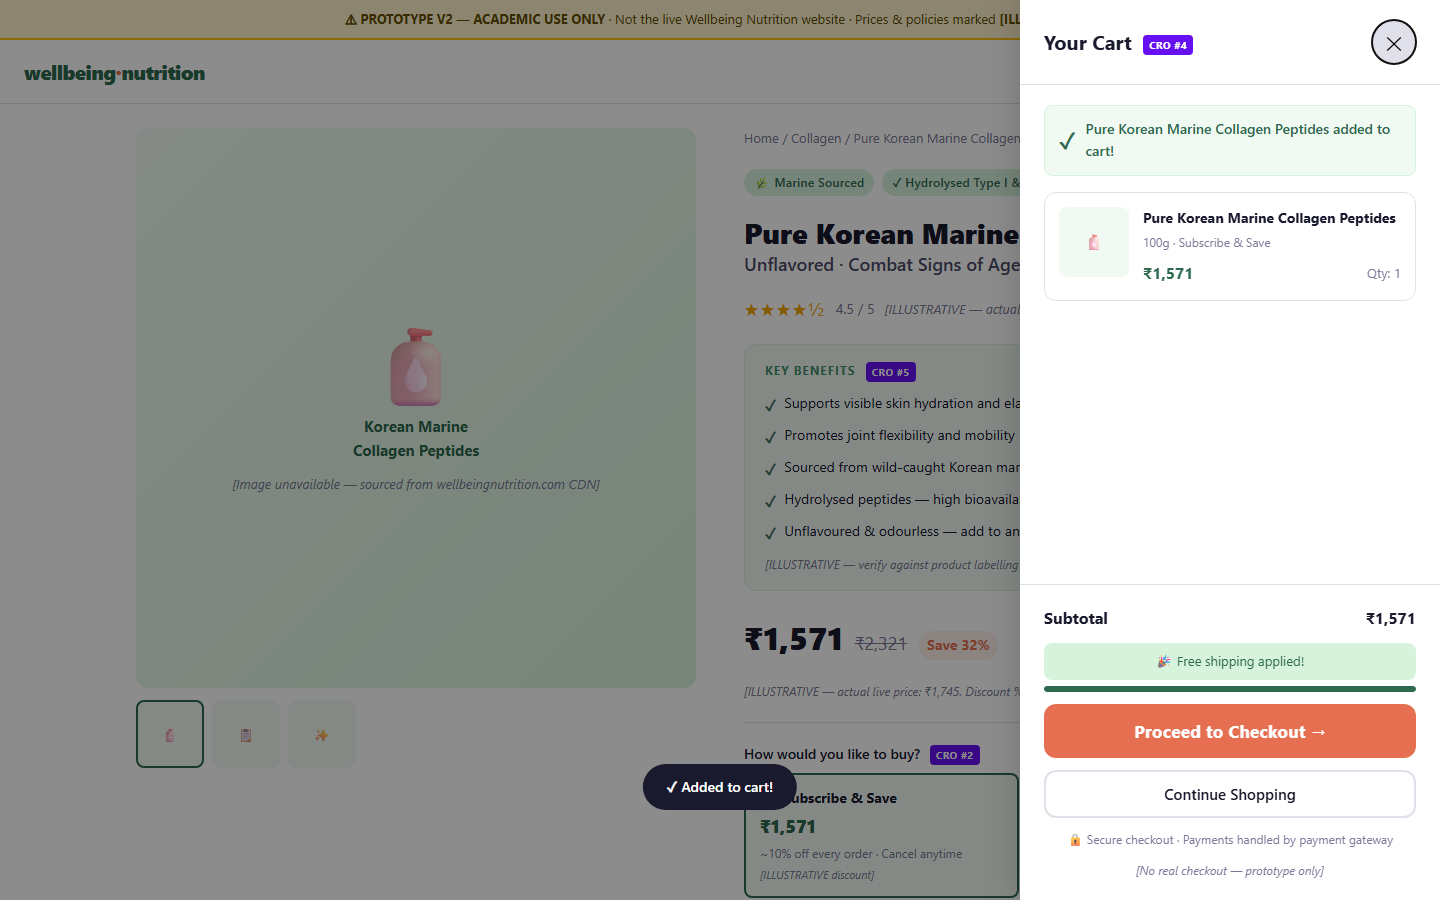 ⚠ PROTOTYPE V2 — ACADEMIC USE ONLY · Not the live Wellbeing Nutrition website · Prices & policies marked [ILL
wellbeing·nutrition
Home / Collagen / Pure Korean Marine Collagen
🌿 Marine Sourced
✓ Hydrolysed Type I &
Pure Korean Marine
Unflavored · Combat Signs of Age
★★★★½ 4.5 / 5 [ILLUSTRATIVE — actual
KEY BENEFITS CRO #5
✓ Supports visible skin hydration and ela
✓ Promotes joint flexibility and mobility
✓ Sourced from wild-caught Korean mar
✓ Hydrolysed peptides — high bioavaila
✓ Unflavoured & odourless — add to an
[ILLUSTRATIVE — verify against product labelling
Korean Marine
Collagen Peptides
[Image unavailable — sourced from wellbeingnutrition.com CDN]
₹1,571 ₹2,321 Save 32%
[ILLUSTRATIVE — actual live price: ₹1,745. Discount %
How would you like to buy? CRO #2
ubscribe & Save
₹1,571
~10% off every order · Cancel anytime
[ILLUSTRATIVE discount]
✓ Added to cart!
Your Cart CRO #4
✓ Pure Korean Marine Collagen Peptides added to
cart!
Pure Korean Marine Collagen Peptides
100g · Subscribe & Save
₹1,571 Qty: 1
Subtotal ₹1,571
🎉 Free shipping applied!
Proceed to Checkout →
Continue Shopping
🔒 Secure checkout · Payments handled by payment gateway
[No real checkout — prototype only]